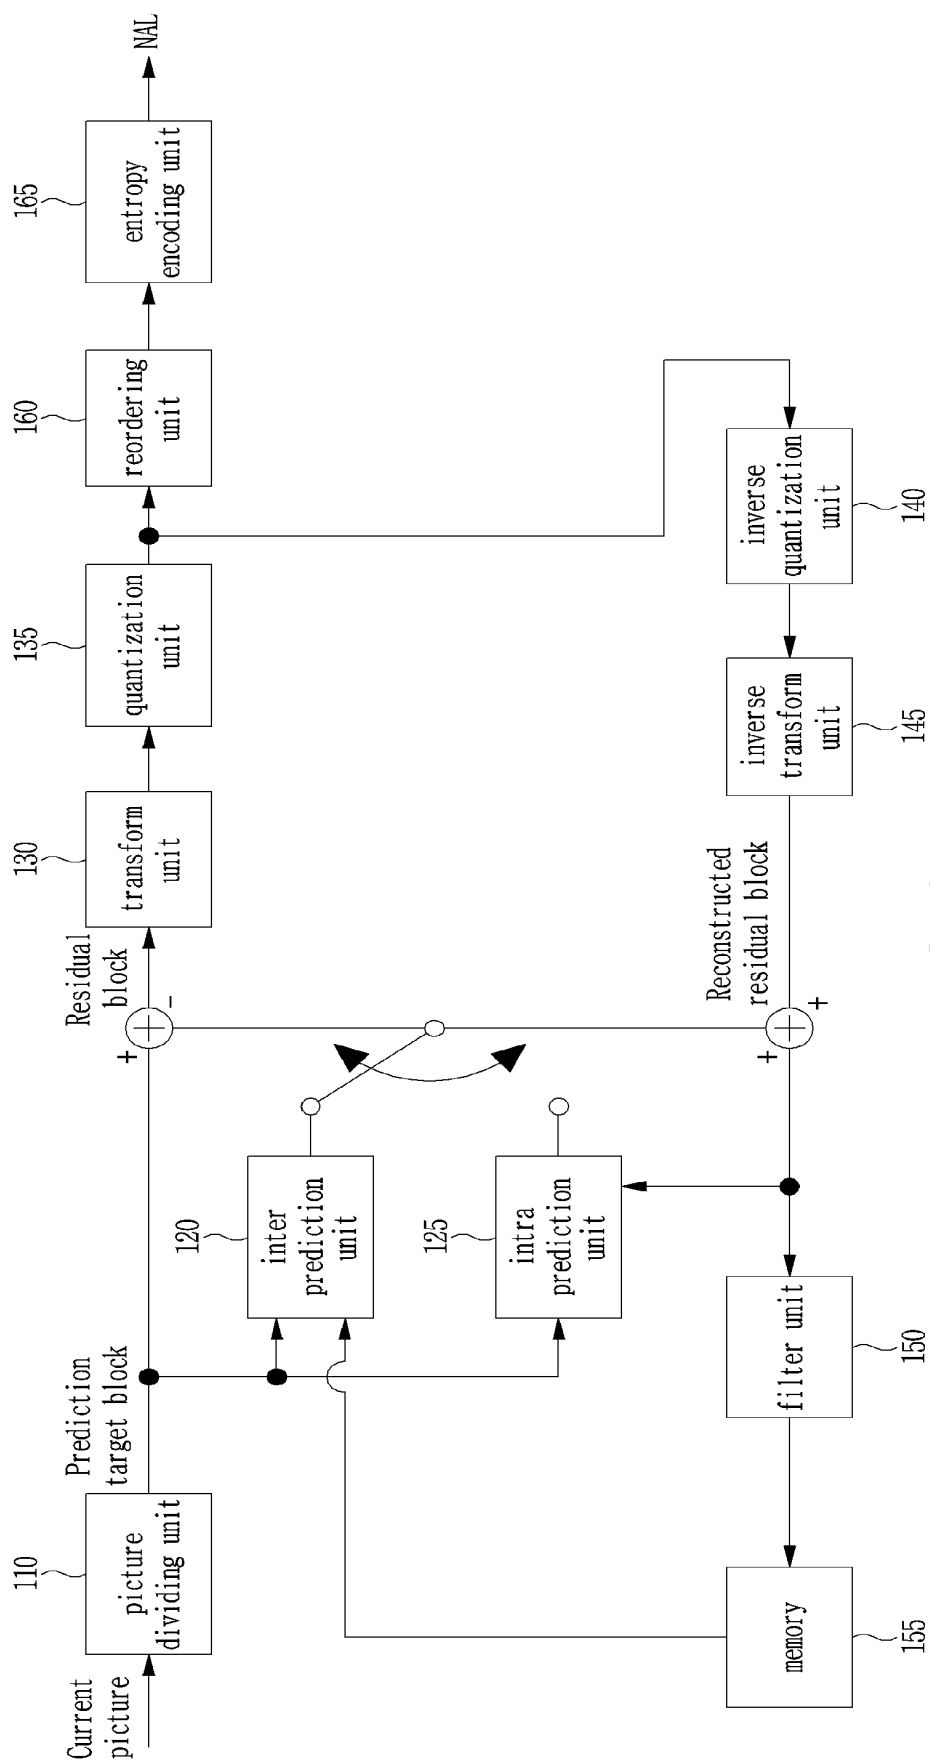 Current
picture
110
picture
dividing unit
Prediction
target block
+
-
Residual
block
130
transform
unit
135
quantization
unit
160
reordering
unit
165
entropy
encoding unit
NAL
120
inter
prediction
unit
125
intra
prediction
unit
inverse
quantization
unit
140
inverse
transform
unit
145
Reconstructed
residual block
+
+
filter unit
150
memory
155